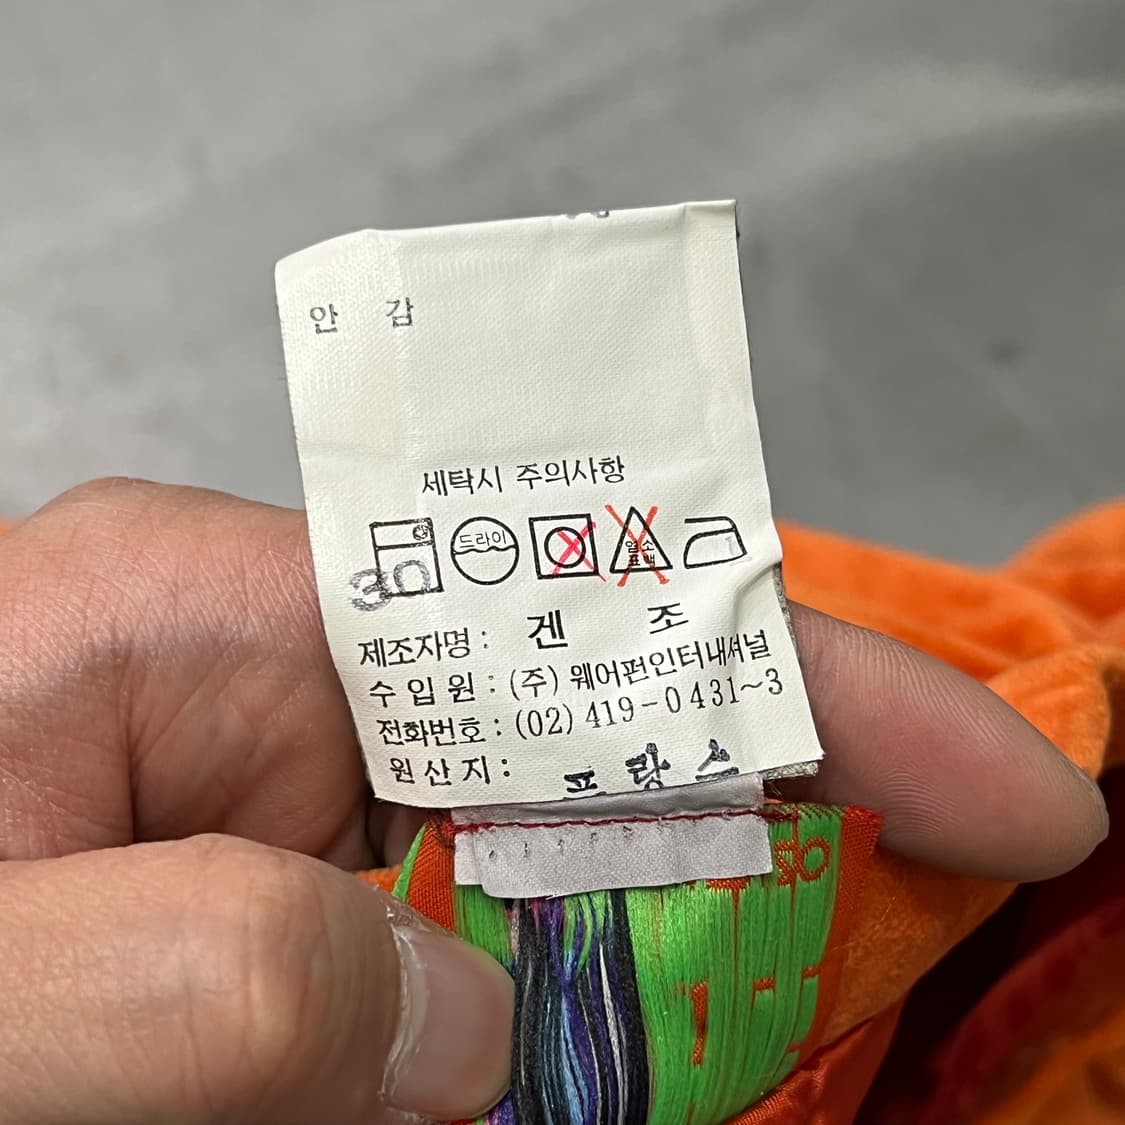 안 감
세탁시 주의사항
30 드라이 염소 표백
제조자명 : 겐 조
수 입 원 : (주) 웨어펀인터내셔널
전화번호 : (02) 419-0431~3
원 산 지 : 프랑스